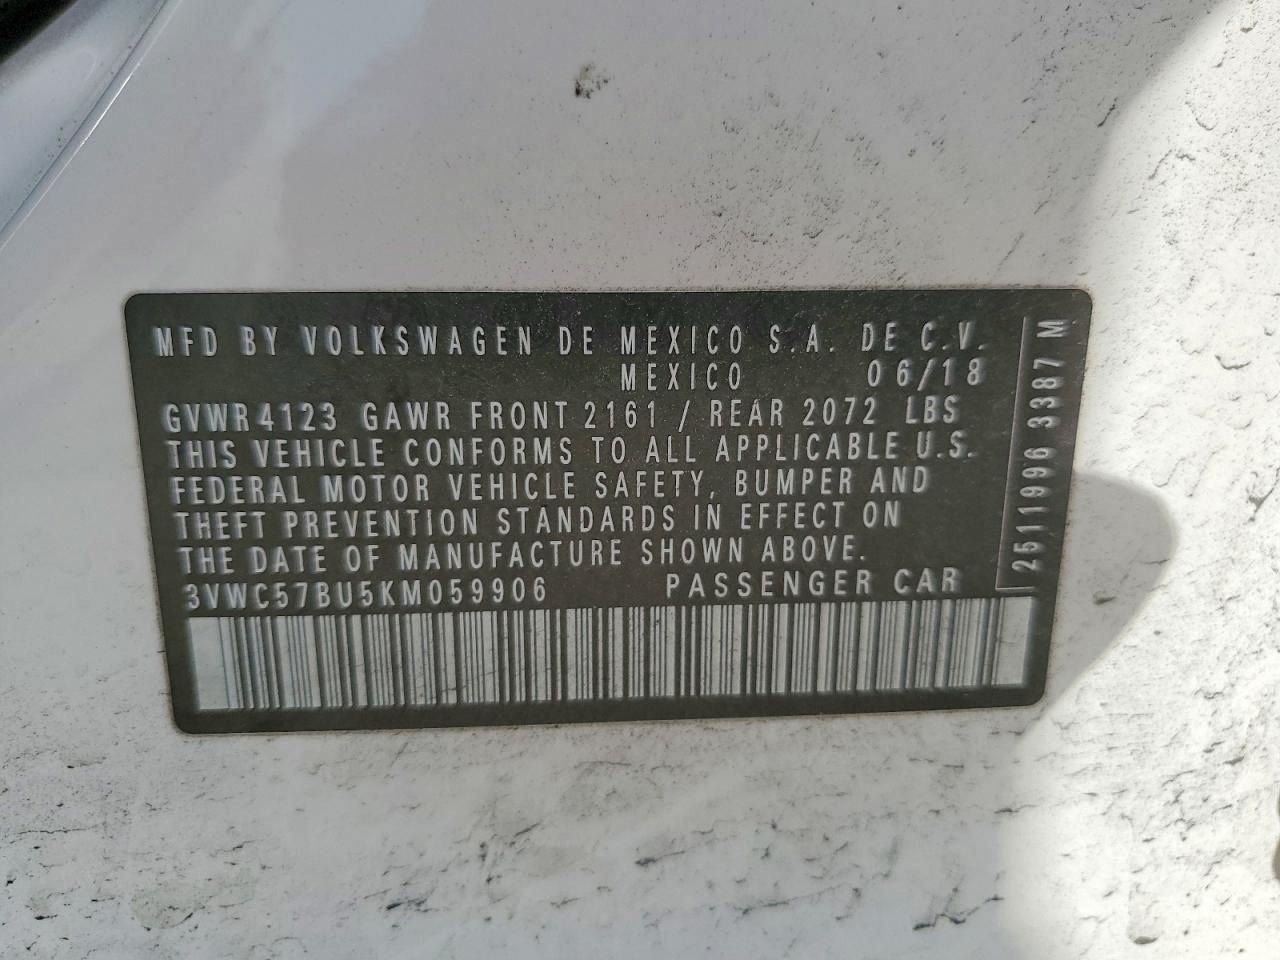 MFD BY VOLKSWAGEN DE MEXICO S.A. DE C.V.
MEXICO 06/18
GVWR 4123 GAWR FRONT 2161 / REAR 2072 LBS
THIS VEHICLE CONFORMS TO ALL APPLICABLE U.S.
FEDERAL MOTOR VEHICLE SAFETY, BUMPER AND
THEFT PREVENTION STANDARDS IN EFFECT ON
THE DATE OF MANUFACTURE SHOWN ABOVE.
3VWC57BU5KM059906 PASSENGER CAR
2511996 3387 M